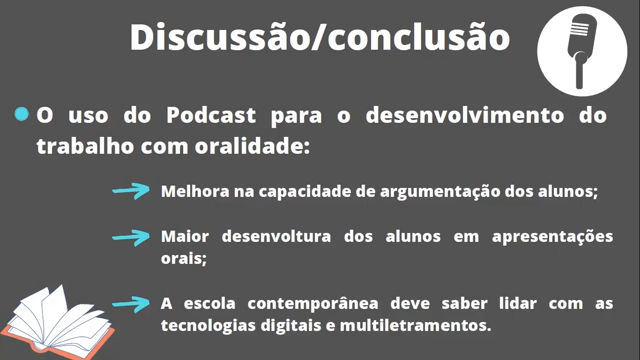 Discussão/conclusão
O uso do Podcast para o desenvolvimento do
trabalho com oralidade:
Melhora na capacidade de argumentação dos alunos;
Maior desenvoltura dos alunos em apresentações
orais;
A escola contemporânea deve saber lidar com as
tecnologias digitais e multiletramentos.